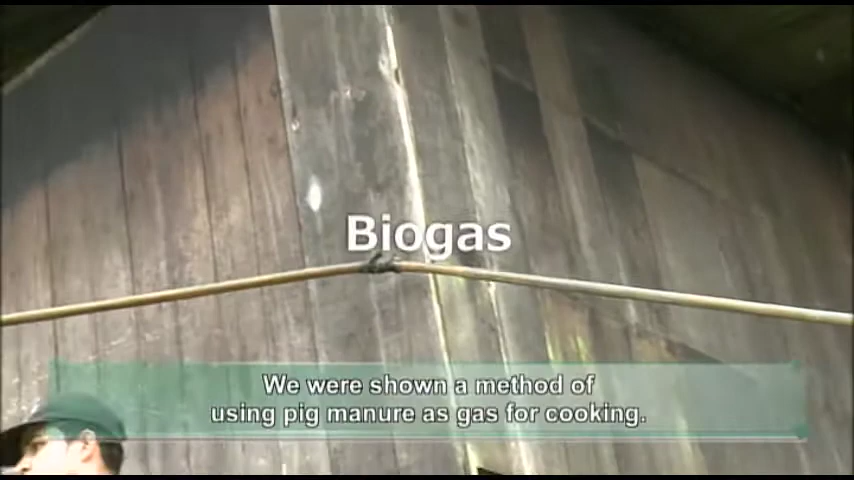 Biogas
We were shown a method of
using pig manure as gas for cooking.